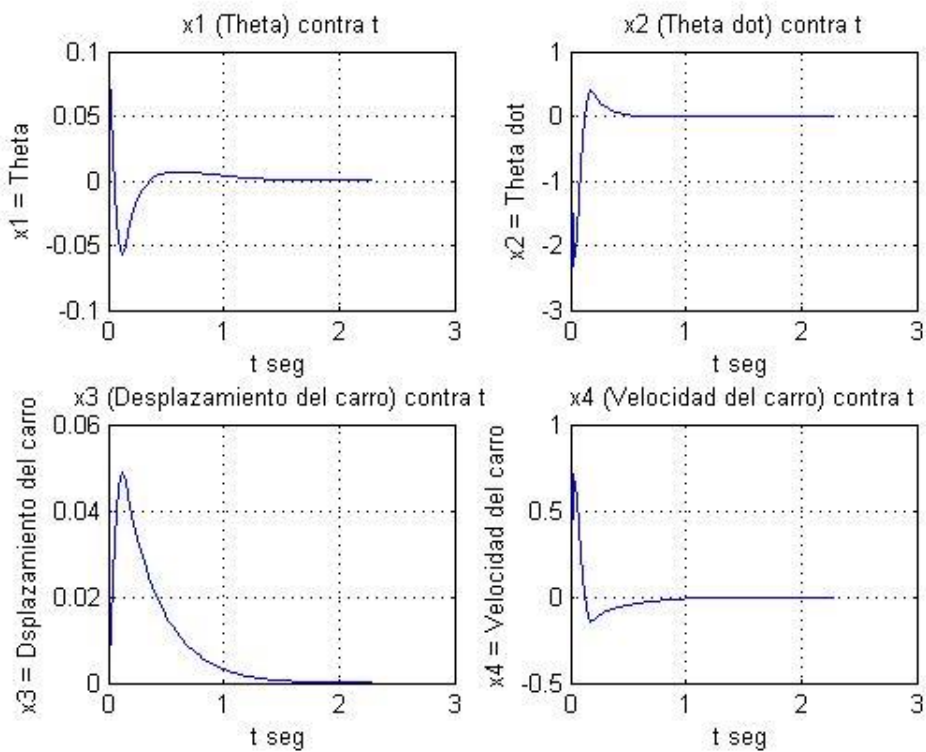 x1 (Theta) contra t
0.1
0.05
0
-0.05
-0.1
x1 = Theta
0 1 2 3
t seg
x2 (Theta dot) contra t
1
0
-1
-2
-3
x2 = Theta dot
0 1 2 3
t seg
x3 (Desplazamiento del carro) contra t
0.06
0.04
0.02
0
x3 = Dsplazamiento del carro
0 1 2 3
t seg
x4 (Velocidad del carro) contra t
1
0.5
0
-0.5
x4 = Velocidad del carro
0 1 2 3
t seg